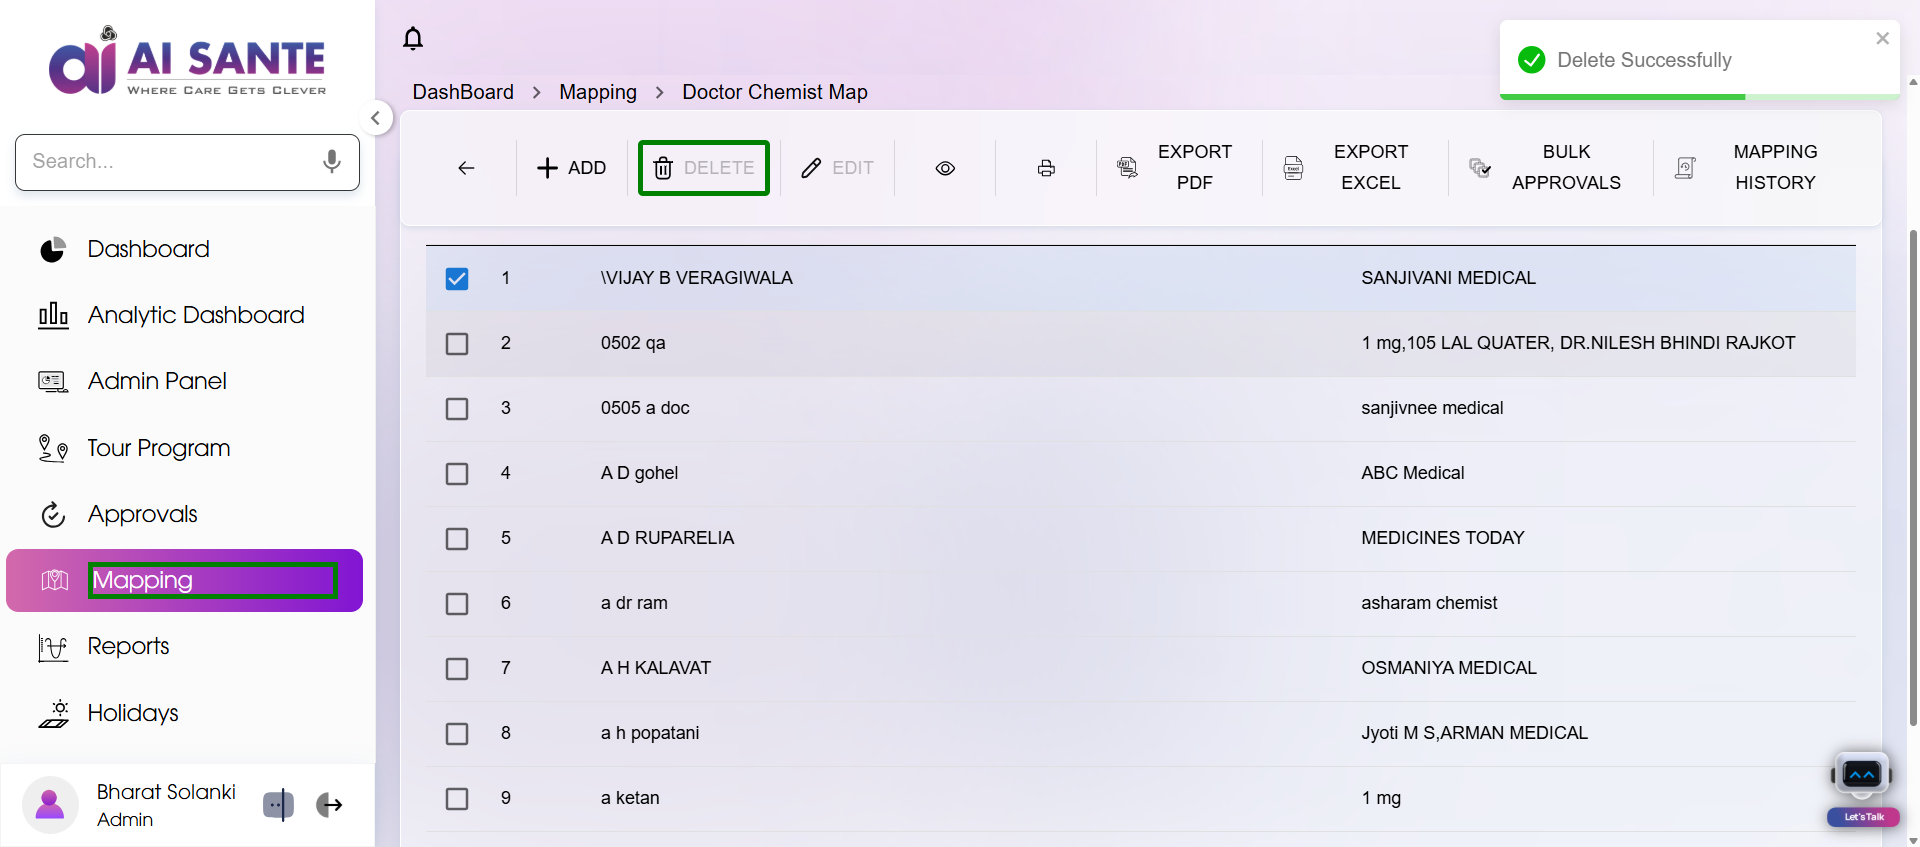 AI SANTE
WHERE CARE GETS CLEVER
Search...
Dashboard
Analytic Dashboard
Admin Panel
Tour Program
Approvals
Mapping
Reports
Holidays
Bharat Solanki
Admin
Delete Successfully
DashBoard > Mapping > Doctor Chemist Map
ADD
DELETE
EDIT
EXPORT
PDF
EXPORT
EXCEL
BULK
APPROVALS
MAPPING
HISTORY
1 \VIJAY B VERAGIWALA SANJIVANI MEDICAL
2 0502 qa 1 mg,105 LAL QUATER, DR.NILESH BHINDI RAJKOT
3 0505 a doc sanjivnee medical
4 A D gohel ABC Medical
5 A D RUPARELIA MEDICINES TODAY
6 a dr ram asharam chemist
7 A H KALAVAT OSMANIYA MEDICAL
8 a h popatani Jyoti M S,ARMAN MEDICAL
9 a ketan 1 mg
Let's Talk